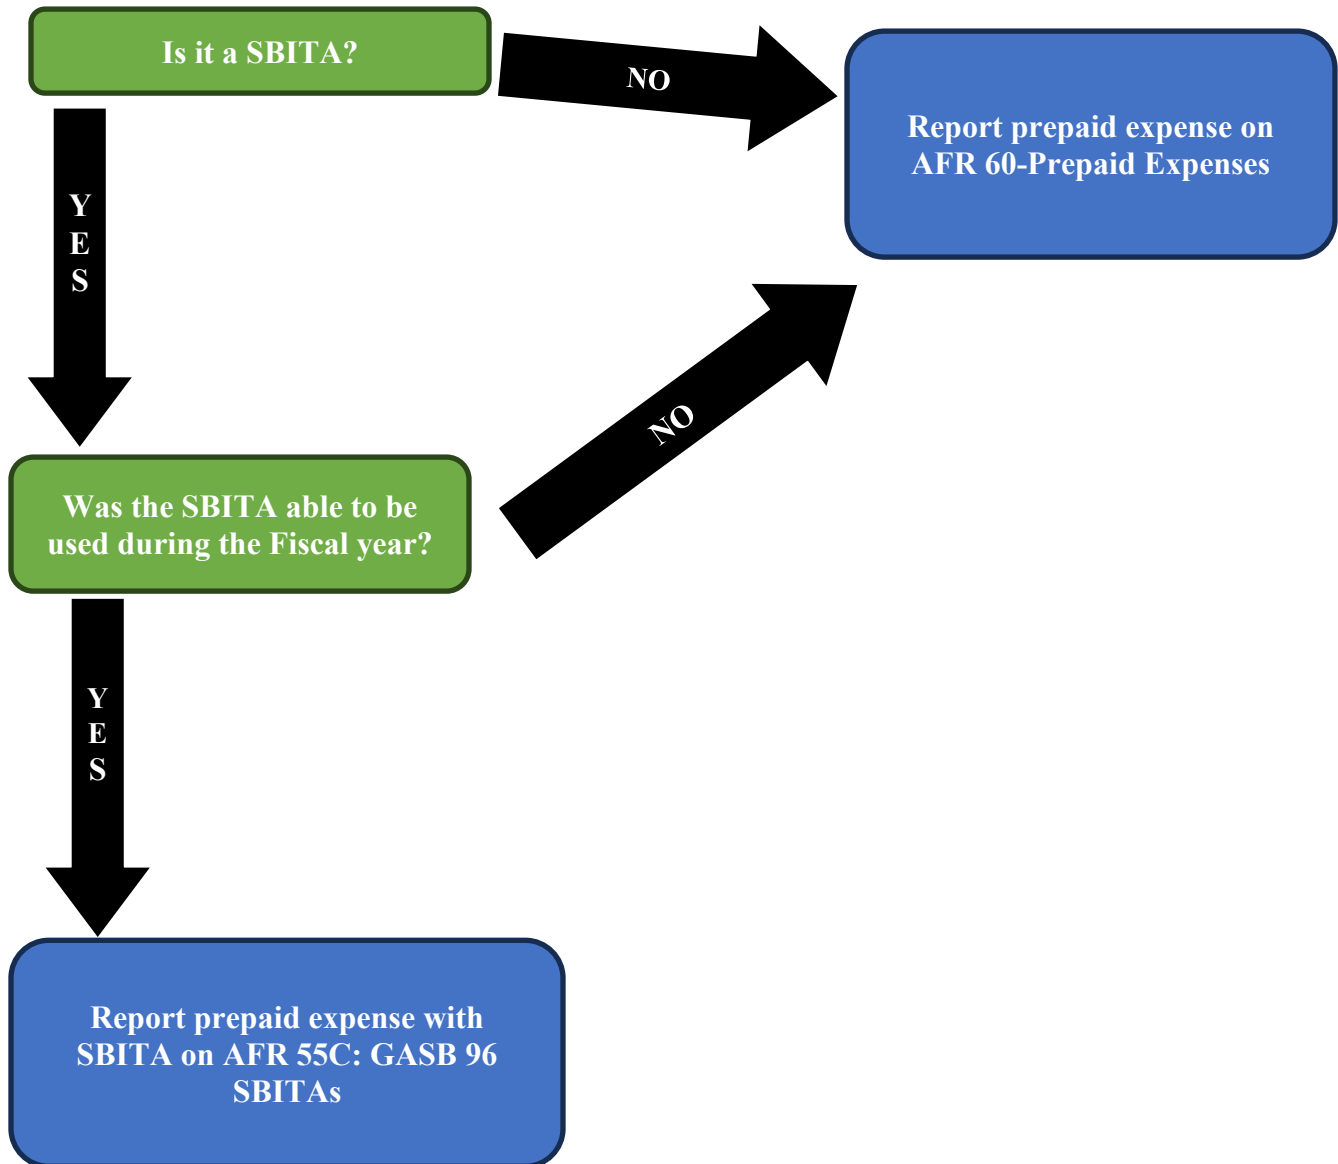 Is it a SBITA?
NO
Report prepaid expense on
AFR 60-Prepaid Expenses
Y
E
S
NO
Was the SBITA able to be
used during the Fiscal year?
Y
E
S
Report prepaid expense with
SBITA on AFR 55C: GASB 96
SBITAs